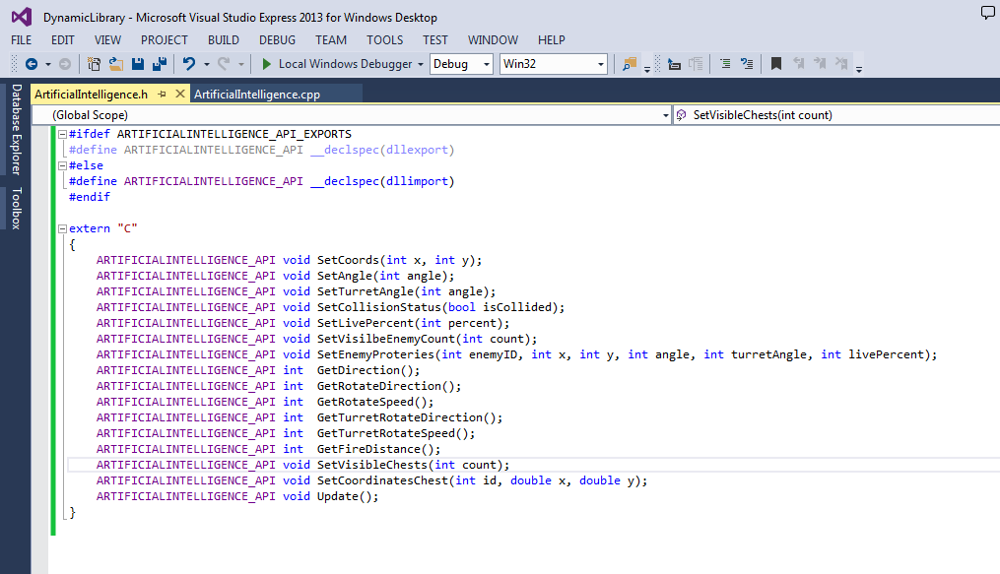 DynamicLibrary - Microsoft Visual Studio Express 2013 for Windows Desktop
FILE EDIT VIEW PROJECT BUILD DEBUG TEAM TOOLS TEST WINDOW HELP
Local Windows Debugger Debug Win32
Database Explorer
Toolbox
ArtificialIntelligence.h ArtificialIntelligence.cpp
(Global Scope) SetVisibleChests(int count)
#ifdef ARTIFICIALINTELLIGENCE_API_EXPORTS
#define ARTIFICIALINTELLIGENCE_API __declspec(dllexport)
#else
#define ARTIFICIALINTELLIGENCE_API __declspec(dllimport)
#endif
extern "C"
{
ARTIFICIALINTELLIGENCE_API void SetCoords(int x, int y);
ARTIFICIALINTELLIGENCE_API void SetAngle(int angle);
ARTIFICIALINTELLIGENCE_API void SetTurretAngle(int angle);
ARTIFICIALINTELLIGENCE_API void SetCollisionStatus(bool isCollided);
ARTIFICIALINTELLIGENCE_API void SetLivePercent(int percent);
ARTIFICIALINTELLIGENCE_API void SetVisilbeEnemyCount(int count);
ARTIFICIALINTELLIGENCE_API void SetEnemyProteries(int enemyID, int x, int y, int angle, int turretAngle, int livePercent);
ARTIFICIALINTELLIGENCE_API int  GetDirection();
ARTIFICIALINTELLIGENCE_API int  GetRotateDirection();
ARTIFICIALINTELLIGENCE_API int  GetRotateSpeed();
ARTIFICIALINTELLIGENCE_API int  GetTurretRotateDirection();
ARTIFICIALINTELLIGENCE_API int  GetTurretRotateSpeed();
ARTIFICIALINTELLIGENCE_API int  GetFireDistance();
ARTIFICIALINTELLIGENCE_API void SetVisibleChests(int count);
ARTIFICIALINTELLIGENCE_API void SetCoordinatesChest(int id, double x, double y);
ARTIFICIALINTELLIGENCE_API void Update();
}